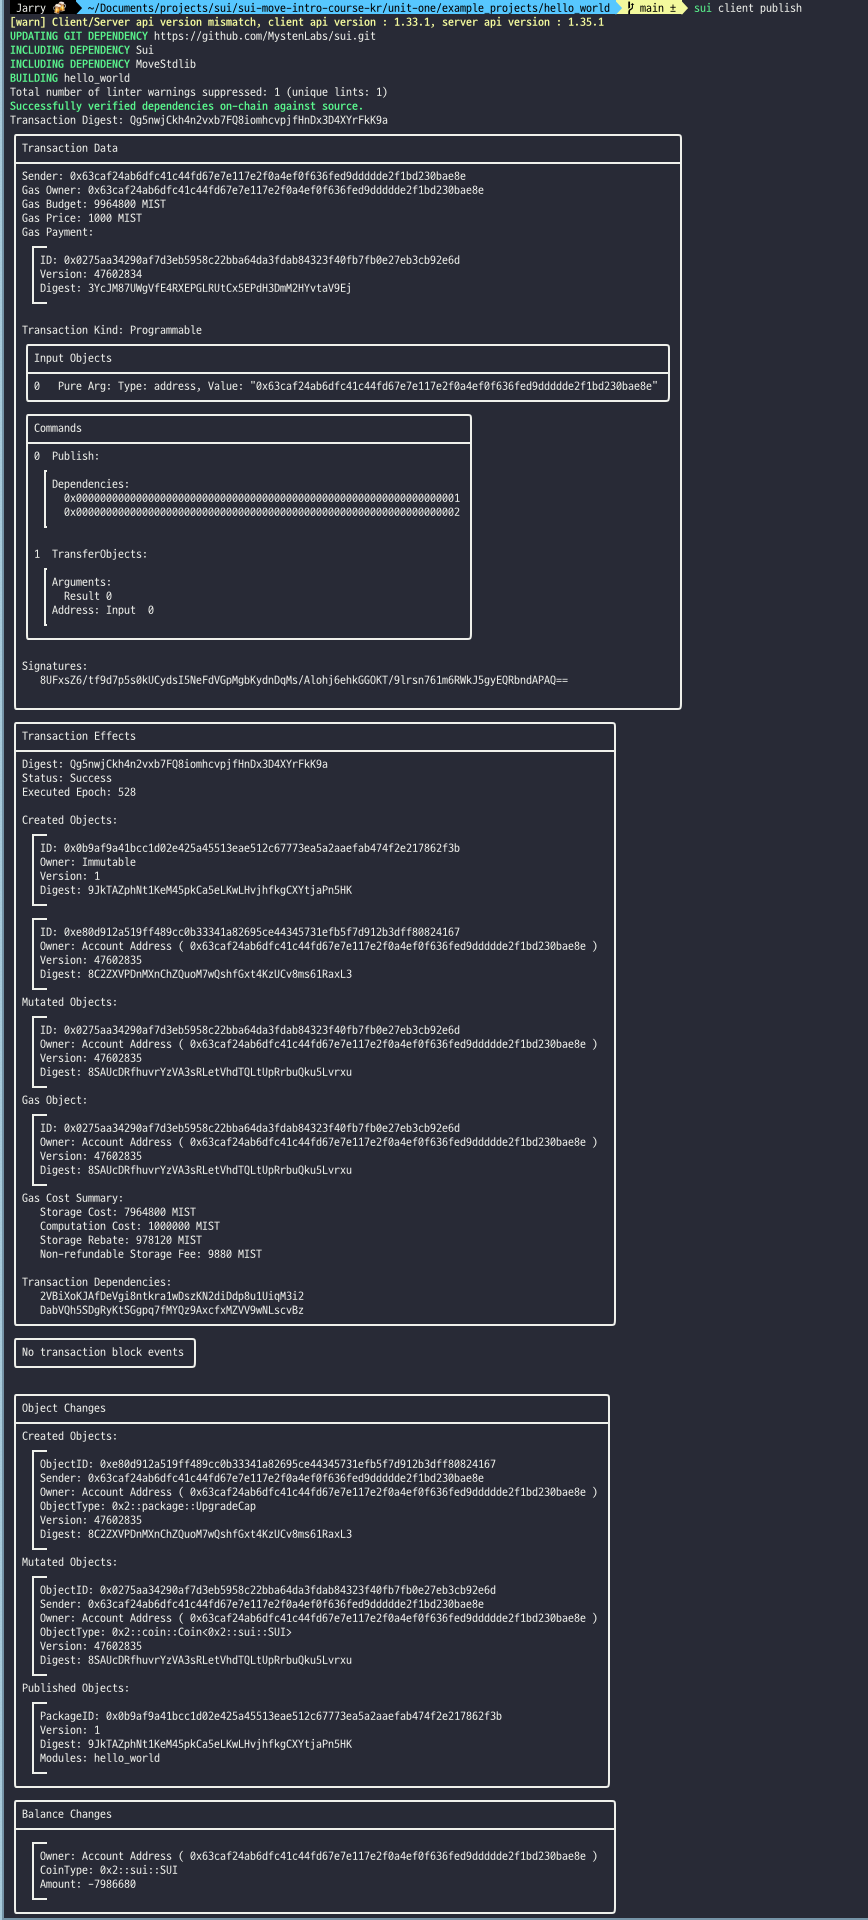 Jarry 🍻 ~/Documents/projects/sui/sui-move-intro-course-kr/unit-one/example_projects/hello_world main ± sui client publish
[warn] Client/Server api version mismatch, client api version : 1.33.1, server api version : 1.35.1
UPDATING GIT DEPENDENCY https://github.com/MystenLabs/sui.git
INCLUDING DEPENDENCY Sui
INCLUDING DEPENDENCY MoveStdlib
BUILDING hello_world
Total number of linter warnings suppressed: 1 (unique lints: 1)
Successfully verified dependencies on-chain against source.
Transaction Digest: Qg5nwjCkh4n2vxb7FQ8iomhcvpjfHnDx3D4XYrFkK9a
Transaction Data
Sender: 0x63caf24ab6dfc41c44fd67e7e117e2f0a4ef0f636fed9ddddde2f1bd230bae8e
Gas Owner: 0x63caf24ab6dfc41c44fd67e7e117e2f0a4ef0f636fed9ddddde2f1bd230bae8e
Gas Budget: 9964800 MIST
Gas Price: 1000 MIST
Gas Payment:
ID: 0x0275aa34290af7d3eb5958c22bba64da3fdab84323f40fb7fb0e27eb3cb92e6d
Version: 47602834
Digest: 3YcJM87UWgVfE4RXEPGLRUtCx5EPdH3DmM2HYvtaV9Ej
Transaction Kind: Programmable
Input Objects
0 Pure Arg: Type: address, Value: "0x63caf24ab6dfc41c44fd67e7e117e2f0a4ef0f636fed9ddddde2f1bd230bae8e"
Commands
0 Publish:
Dependencies:
0x0000000000000000000000000000000000000000000000000000000000000001
0x0000000000000000000000000000000000000000000000000000000000000002
1 TransferObjects:
Arguments:
Result 0
Address: Input 0
Signatures:
8UFxsZ6/tf9d7p5s0kUCydsI5NeFdVGpMgbKydnDqMs/Alohj6ehkGGOKT/9lrsn761m6RWkJ5gyEQRbndAPAQ==
Transaction Effects
Digest: Qg5nwjCkh4n2vxb7FQ8iomhcvpjfHnDx3D4XYrFkK9a
Status: Success
Executed Epoch: 528
Created Objects:
ID: 0x0b9af9a41bcc1d02e425a45513eae512c67773ea5a2aaefab474f2e217862f3b
Owner: Immutable
Version: 1
Digest: 9JkTAZphNt1KeM45pkCa5eLKwLHvjhfkgCXYtjaPn5HK
ID: 0xe80d912a519ff489cc0b33341a82695ce44345731efb5f7d912b3dff80824167
Owner: Account Address ( 0x63caf24ab6dfc41c44fd67e7e117e2f0a4ef0f636fed9ddddde2f1bd230bae8e )
Version: 47602835
Digest: 8C2ZXVPDnMXnChZQuoM7wQshfGxt4KzUCv8ms61RaxL3
Mutated Objects:
ID: 0x0275aa34290af7d3eb5958c22bba64da3fdab84323f40fb7fb0e27eb3cb92e6d
Owner: Account Address ( 0x63caf24ab6dfc41c44fd67e7e117e2f0a4ef0f636fed9ddddde2f1bd230bae8e )
Version: 47602835
Digest: 8SAUcDRfhuvrYzVA3sRLetVhdTQLtUpRrbuQku5Lvrxu
Gas Object:
ID: 0x0275aa34290af7d3eb5958c22bba64da3fdab84323f40fb7fb0e27eb3cb92e6d
Owner: Account Address ( 0x63caf24ab6dfc41c44fd67e7e117e2f0a4ef0f636fed9ddddde2f1bd230bae8e )
Version: 47602835
Digest: 8SAUcDRfhuvrYzVA3sRLetVhdTQLtUpRrbuQku5Lvrxu
Gas Cost Summary:
Storage Cost: 7964800 MIST
Computation Cost: 1000000 MIST
Storage Rebate: 978120 MIST
Non-refundable Storage Fee: 9880 MIST
Transaction Dependencies:
2VBiXoKJAfDeVgi8ntkra1wDszKN2diDdp8u1UiqM3i2
DabVQh5SDgRyKtSGgpq7fMYQz9AxcfxMZVV9wNLscvBz
No transaction block events
Object Changes
Created Objects:
ObjectID: 0xe80d912a519ff489cc0b33341a82695ce44345731efb5f7d912b3dff80824167
Sender: 0x63caf24ab6dfc41c44fd67e7e117e2f0a4ef0f636fed9ddddde2f1bd230bae8e
Owner: Account Address ( 0x63caf24ab6dfc41c44fd67e7e117e2f0a4ef0f636fed9ddddde2f1bd230bae8e )
ObjectType: 0x2::package::UpgradeCap
Version: 47602835
Digest: 8C2ZXVPDnMXnChZQuoM7wQshfGxt4KzUCv8ms61RaxL3
Mutated Objects:
ObjectID: 0x0275aa34290af7d3eb5958c22bba64da3fdab84323f40fb7fb0e27eb3cb92e6d
Sender: 0x63caf24ab6dfc41c44fd67e7e117e2f0a4ef0f636fed9ddddde2f1bd230bae8e
Owner: Account Address ( 0x63caf24ab6dfc41c44fd67e7e117e2f0a4ef0f636fed9ddddde2f1bd230bae8e )
ObjectType: 0x2::coin::Coin<0x2::sui::SUI>
Version: 47602835
Digest: 8SAUcDRfhuvrYzVA3sRLetVhdTQLtUpRrbuQku5Lvrxu
Published Objects:
PackageID: 0x0b9af9a41bcc1d02e425a45513eae512c67773ea5a2aaefab474f2e217862f3b
Version: 1
Digest: 9JkTAZphNt1KeM45pkCa5eLKwLHvjhfkgCXYtjaPn5HK
Modules: hello_world
Balance Changes
Owner: Account Address ( 0x63caf24ab6dfc41c44fd67e7e117e2f0a4ef0f636fed9ddddde2f1bd230bae8e )
CoinType: 0x2::sui::SUI
Amount: -7986680